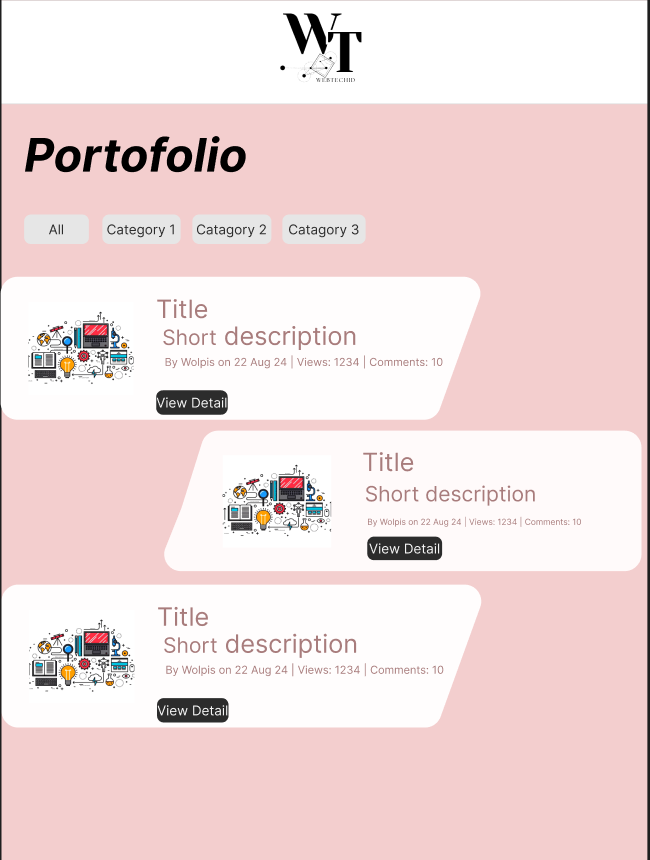 WT
WEBTECHID
Portofolio
All
Category 1
Catagory 2
Catagory 3
Title
Short description
By Wolpis on 22 Aug 24 | Views: 1234 | Comments: 10
View Detail
Title
Short description
By Wolpis on 22 Aug 24 | Views: 1234 | Comments: 10
View Detail
Title
Short description
By Wolpis on 22 Aug 24 | Views: 1234 | Comments: 10
View Detail